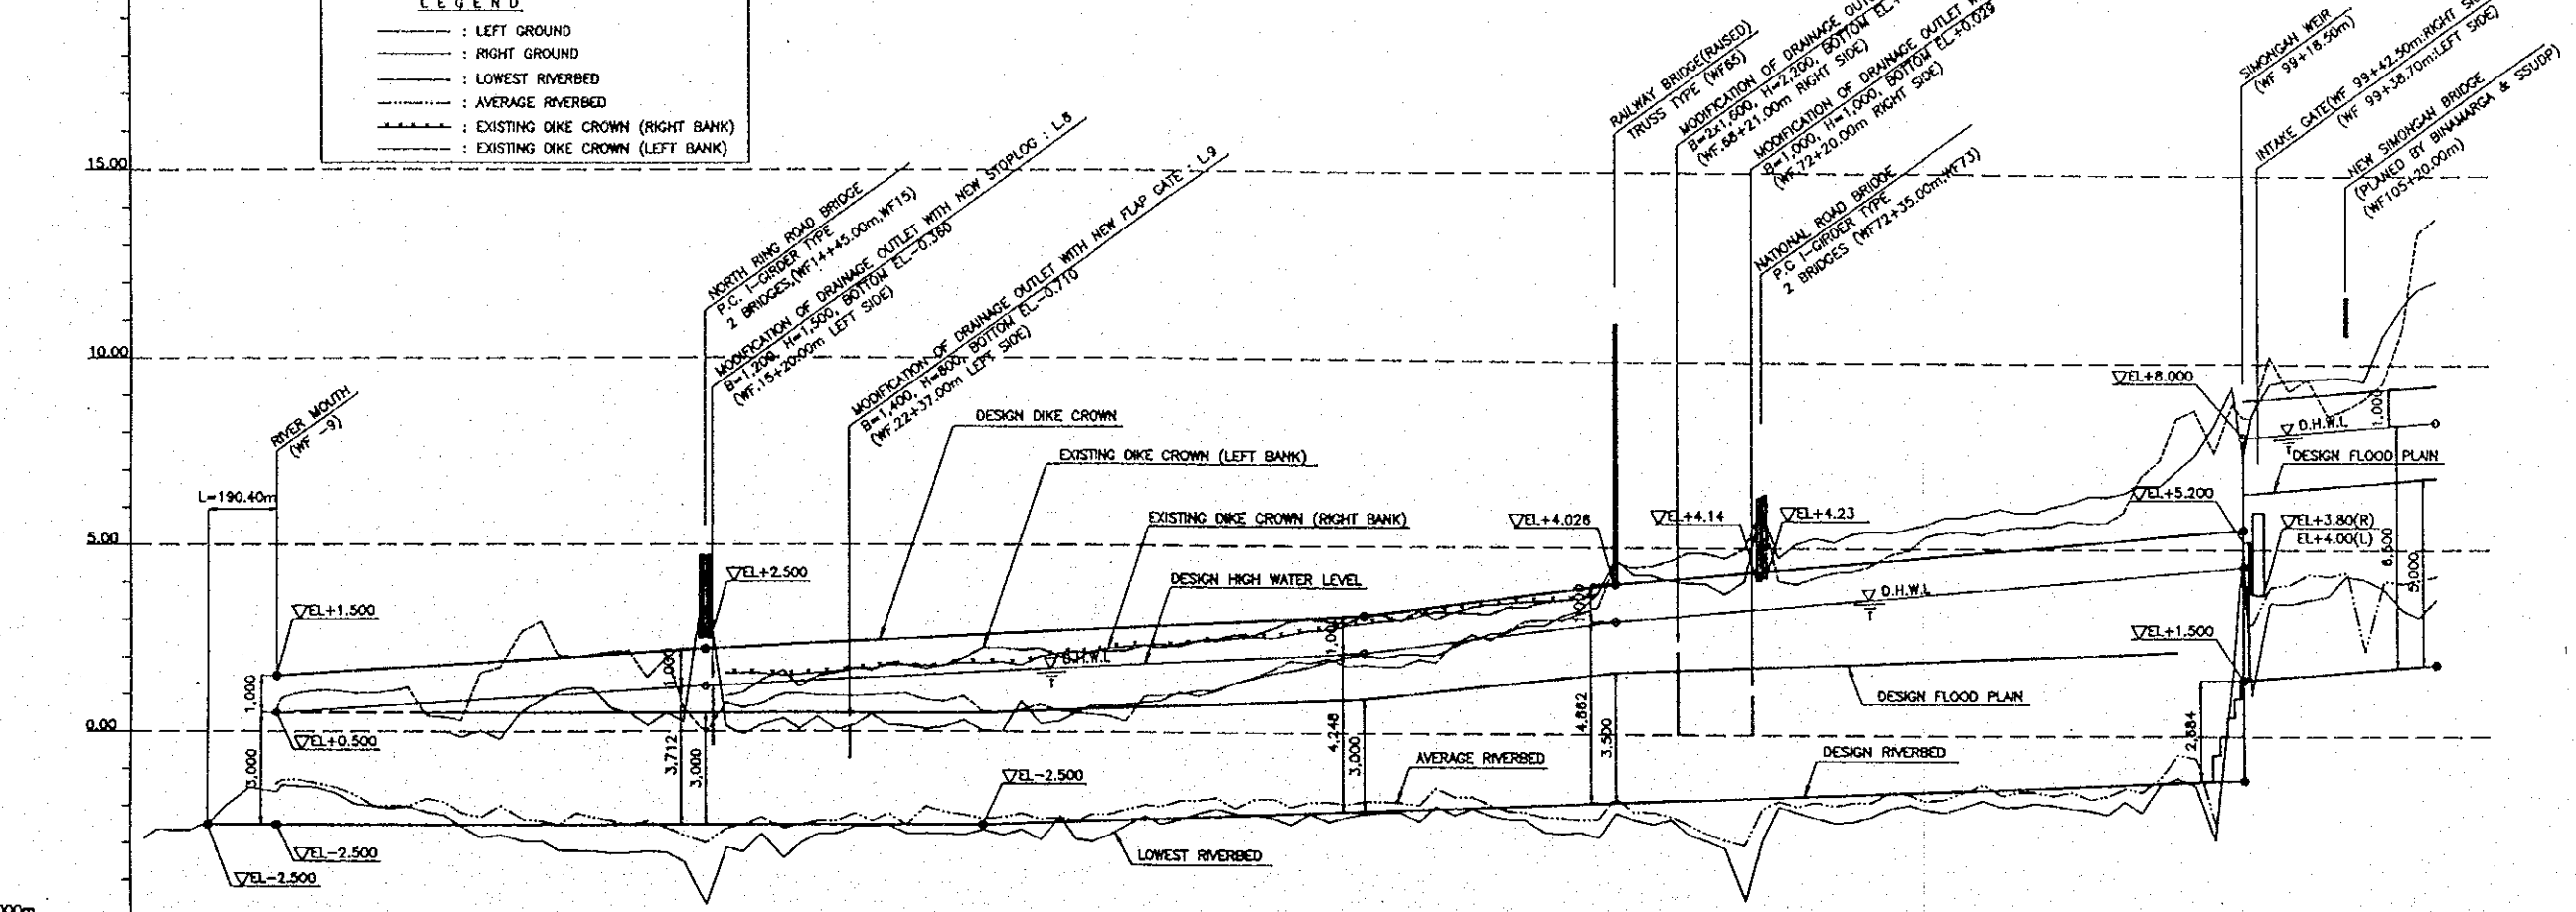 LEGEND
: LEFT GROUND
: RIGHT GROUND
: LOWEST RIVERBED
: AVERAGE RIVERBED
: EXISTING DIKE CROWN (RIGHT BANK)
: EXISTING DIKE CROWN (LEFT BANK)
15.00
10.00
5.00
0.00
RIVER MOUTH
(WF -9)
L=190.40m
NORTH RING ROAD BRIDGE
P.C. I-GIRDER TYPE
2 BRIDGES,(WF14+45.00m,WF15)
MODIFICATION OF DRAINAGE OUTLET WITH NEW STOPLOG : L.8
B=1,200, H=1,500, BOTTOM EL.-0.360
(WF.15+20.00m LEFT SIDE)
MODIFICATION OF DRAINAGE OUTLET WITH NEW FLAP GATE : L.9
B=1,400, H=800, BOTTOM EL.-0.710
(WF.22+37.00m LEFT SIDE)
RAILWAY BRIDGE(RAISED)
TRUSS TYPE (WF65)
MODIFICATION OF DRAINAGE
B=2x1,600, H=2,200, BOTTOM
(WF.68+21.00m RIGHT SIDE)
MODIFICATION OF DRAINAGE OUTLET
B=1,000, H=1,000, BOTTOM EL.+0.029
(WF.72+20.00m RIGHT SIDE)
NATIONAL ROAD BRIDGE
P.C I-GIRDER TYPE
2 BRIDGES (WF72+35.00m,WF73)
SIMONGAN WEIR
(WF 99+18.50m)
INTAKE GATE(WF 99+42.50m:RIGHT
(WF 99+38.70m:LEFT SIDE)
NEW SIMONGAN BRIDGE
(PLANED BY BINAMARGA & SSUDP)
(WF105+20.00m)
DESIGN DIKE CROWN
EXISTING DIKE CROWN (LEFT BANK)
EXISTING DIKE CROWN (RIGHT BANK)
DESIGN HIGH WATER LEVEL
▽EL+1.500
▽EL+0.500
▽EL-2.500
▽EL-2.500
1,000
3,000
▽EL+2.500
1,000
3,712
3,000
D.H.W.L
▽EL-2.500
LOWEST RIVERBED
1,000
4,248
3,000
AVERAGE RIVERBED
▽EL+4.026
1,000
4,862
3,500
▽EL+4.14
▽EL+4.23
D.H.W.L
DESIGN FLOOD PLAIN
DESIGN RIVERBED
▽EL+8.000
▽EL+5.200
▽EL+1.500
2,884
D.H.W.L
1,000
DESIGN FLOOD PLAIN
▽EL+3.80(R)
EL+4.00(L)
6,500
5,000